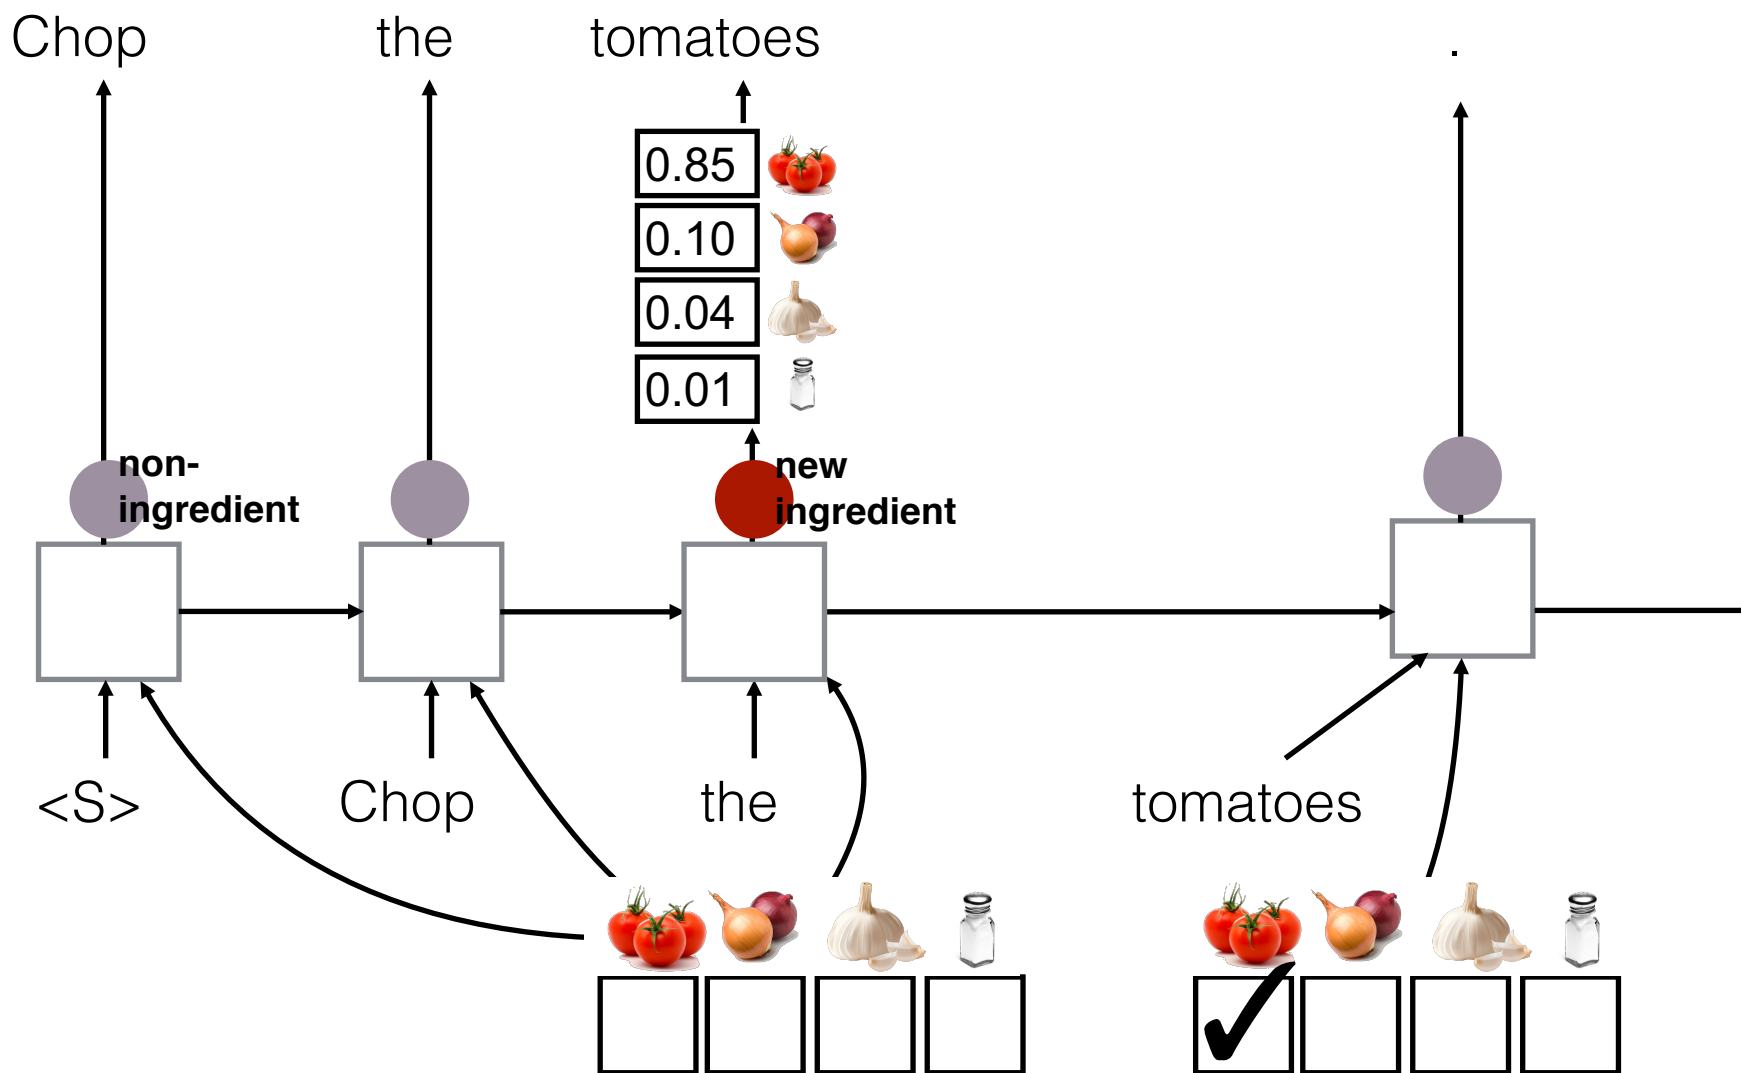 Chop the tomatoes .
0.85
0.10
0.04
0.01
non-
ingredient
new
ingredient
<S> Chop the tomatoes